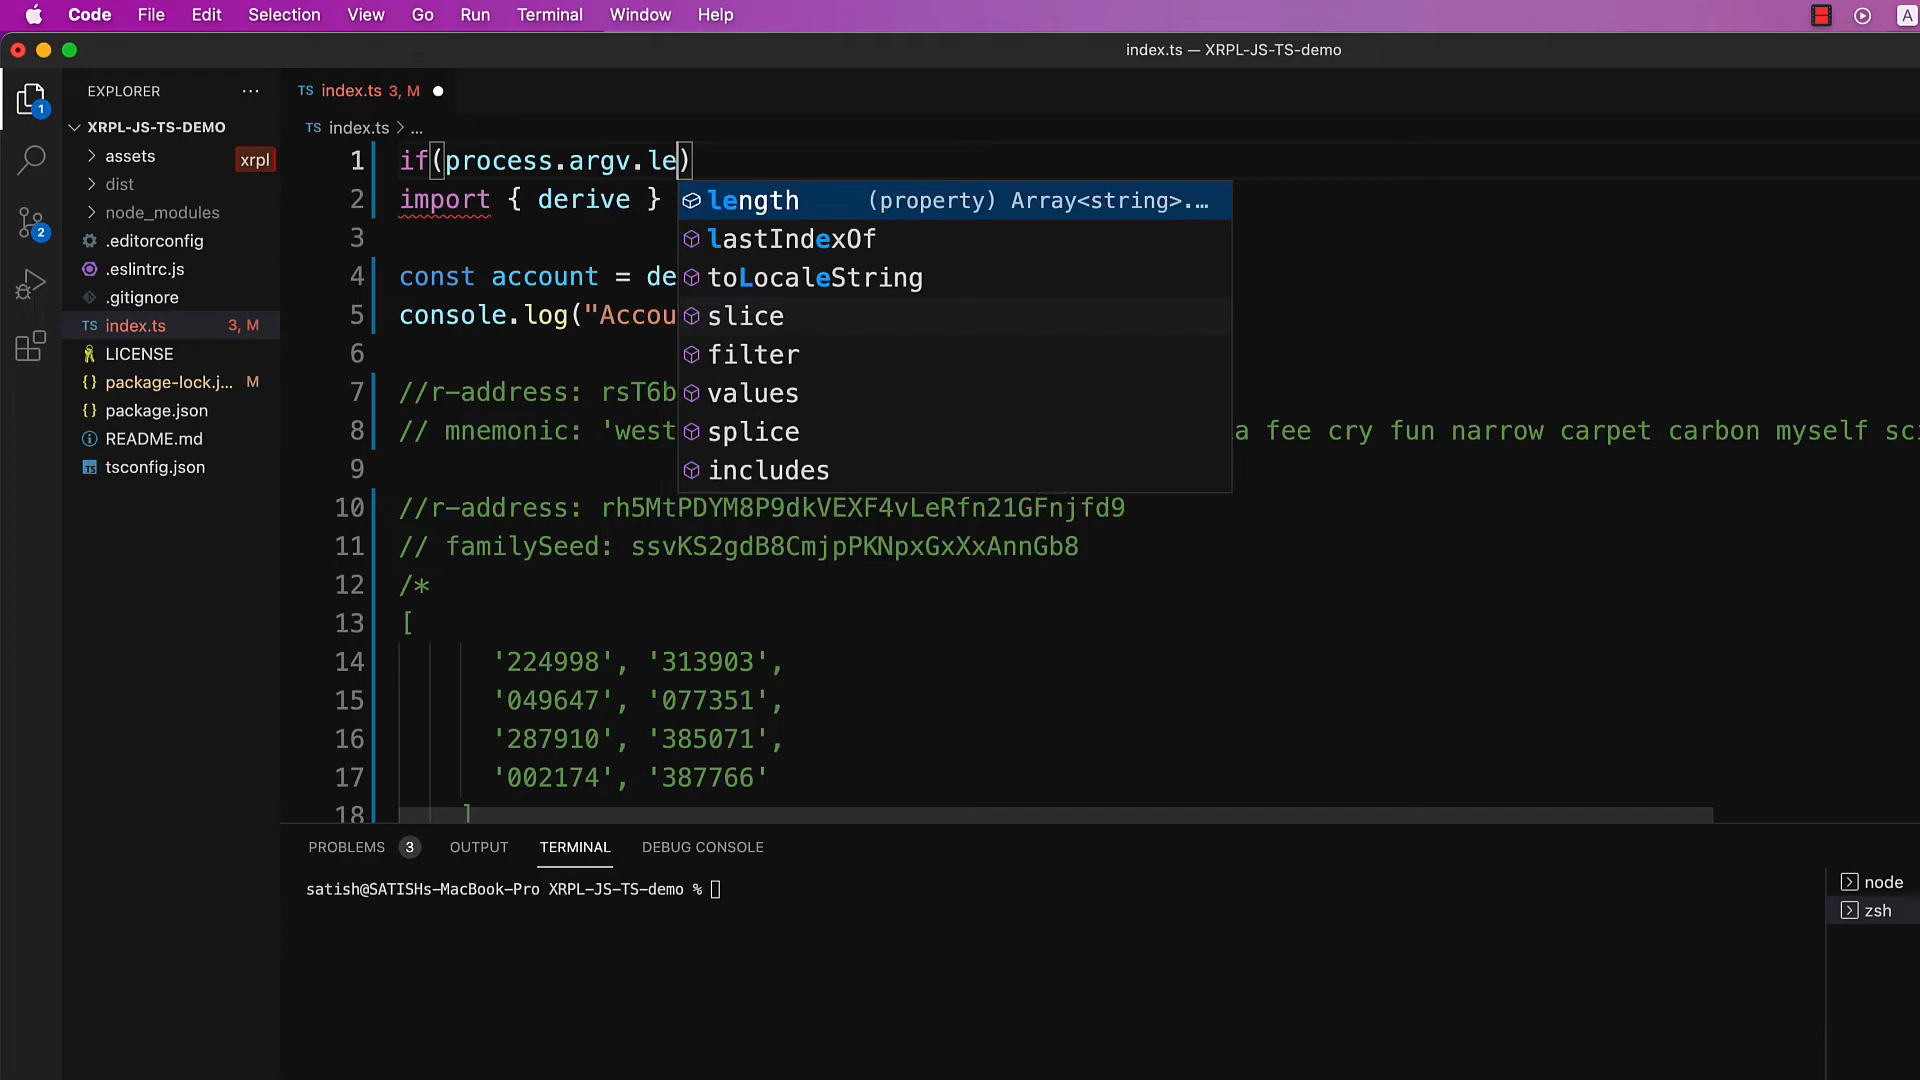 Code File Edit Selection View Go Run Terminal Window Help A
index.ts — XRPL-JS-TS-demo
EXPLORER ...
TS index.ts 3, M
1
XRPL-JS-TS-DEMO
TS index.ts > ...
assets
xrpl
dist
node_modules
.editorconfig
2
.eslintrc.js
.gitignore
TS index.ts 3, M
LICENSE
{} package-lock.j... M
{} package.json
README.md
TS tsconfig.json
1 if(process.argv.le)
2 import { derive }
3
4 const account = de
5 console.log("Accou
6
7 //r-address: rsT6b
8 // mnemonic: 'west a fee cry fun narrow carpet carbon myself sci
9
10 //r-address: rh5MtPDYM8P9dkVEXF4vLeRfn21GFnjfd9
11 // familySeed: ssvKS2gdB8CmjpPKNpxGxXxAnnGb8
12 /*
13 [
14 '224998', '313903',
15 '049647', '077351',
16 '287910', '385071',
17 '002174', '387766'
18 ]
length (property) Array<string>.…
lastIndexOf
toLocaleString
slice
filter
values
splice
includes
PROBLEMS 3 OUTPUT TERMINAL DEBUG CONSOLE
satish@SATISHs-MacBook-Pro XRPL-JS-TS-demo %
node
zsh